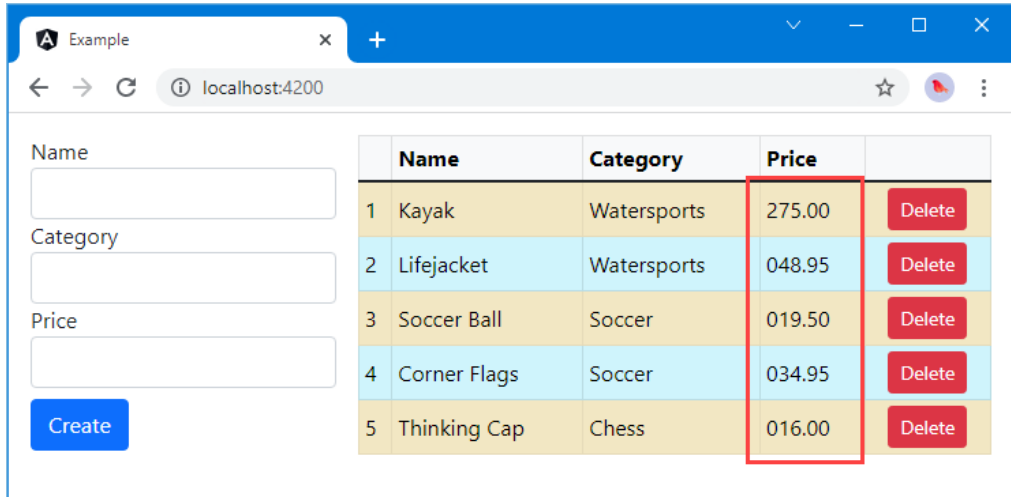 Example
localhost:4200
Name
Category
Price
Create
Name Category Price
1 Kayak Watersports 275.00 Delete
2 Lifejacket Watersports 048.95 Delete
3 Soccer Ball Soccer 019.50 Delete
4 Corner Flags Soccer 034.95 Delete
5 Thinking Cap Chess 016.00 Delete